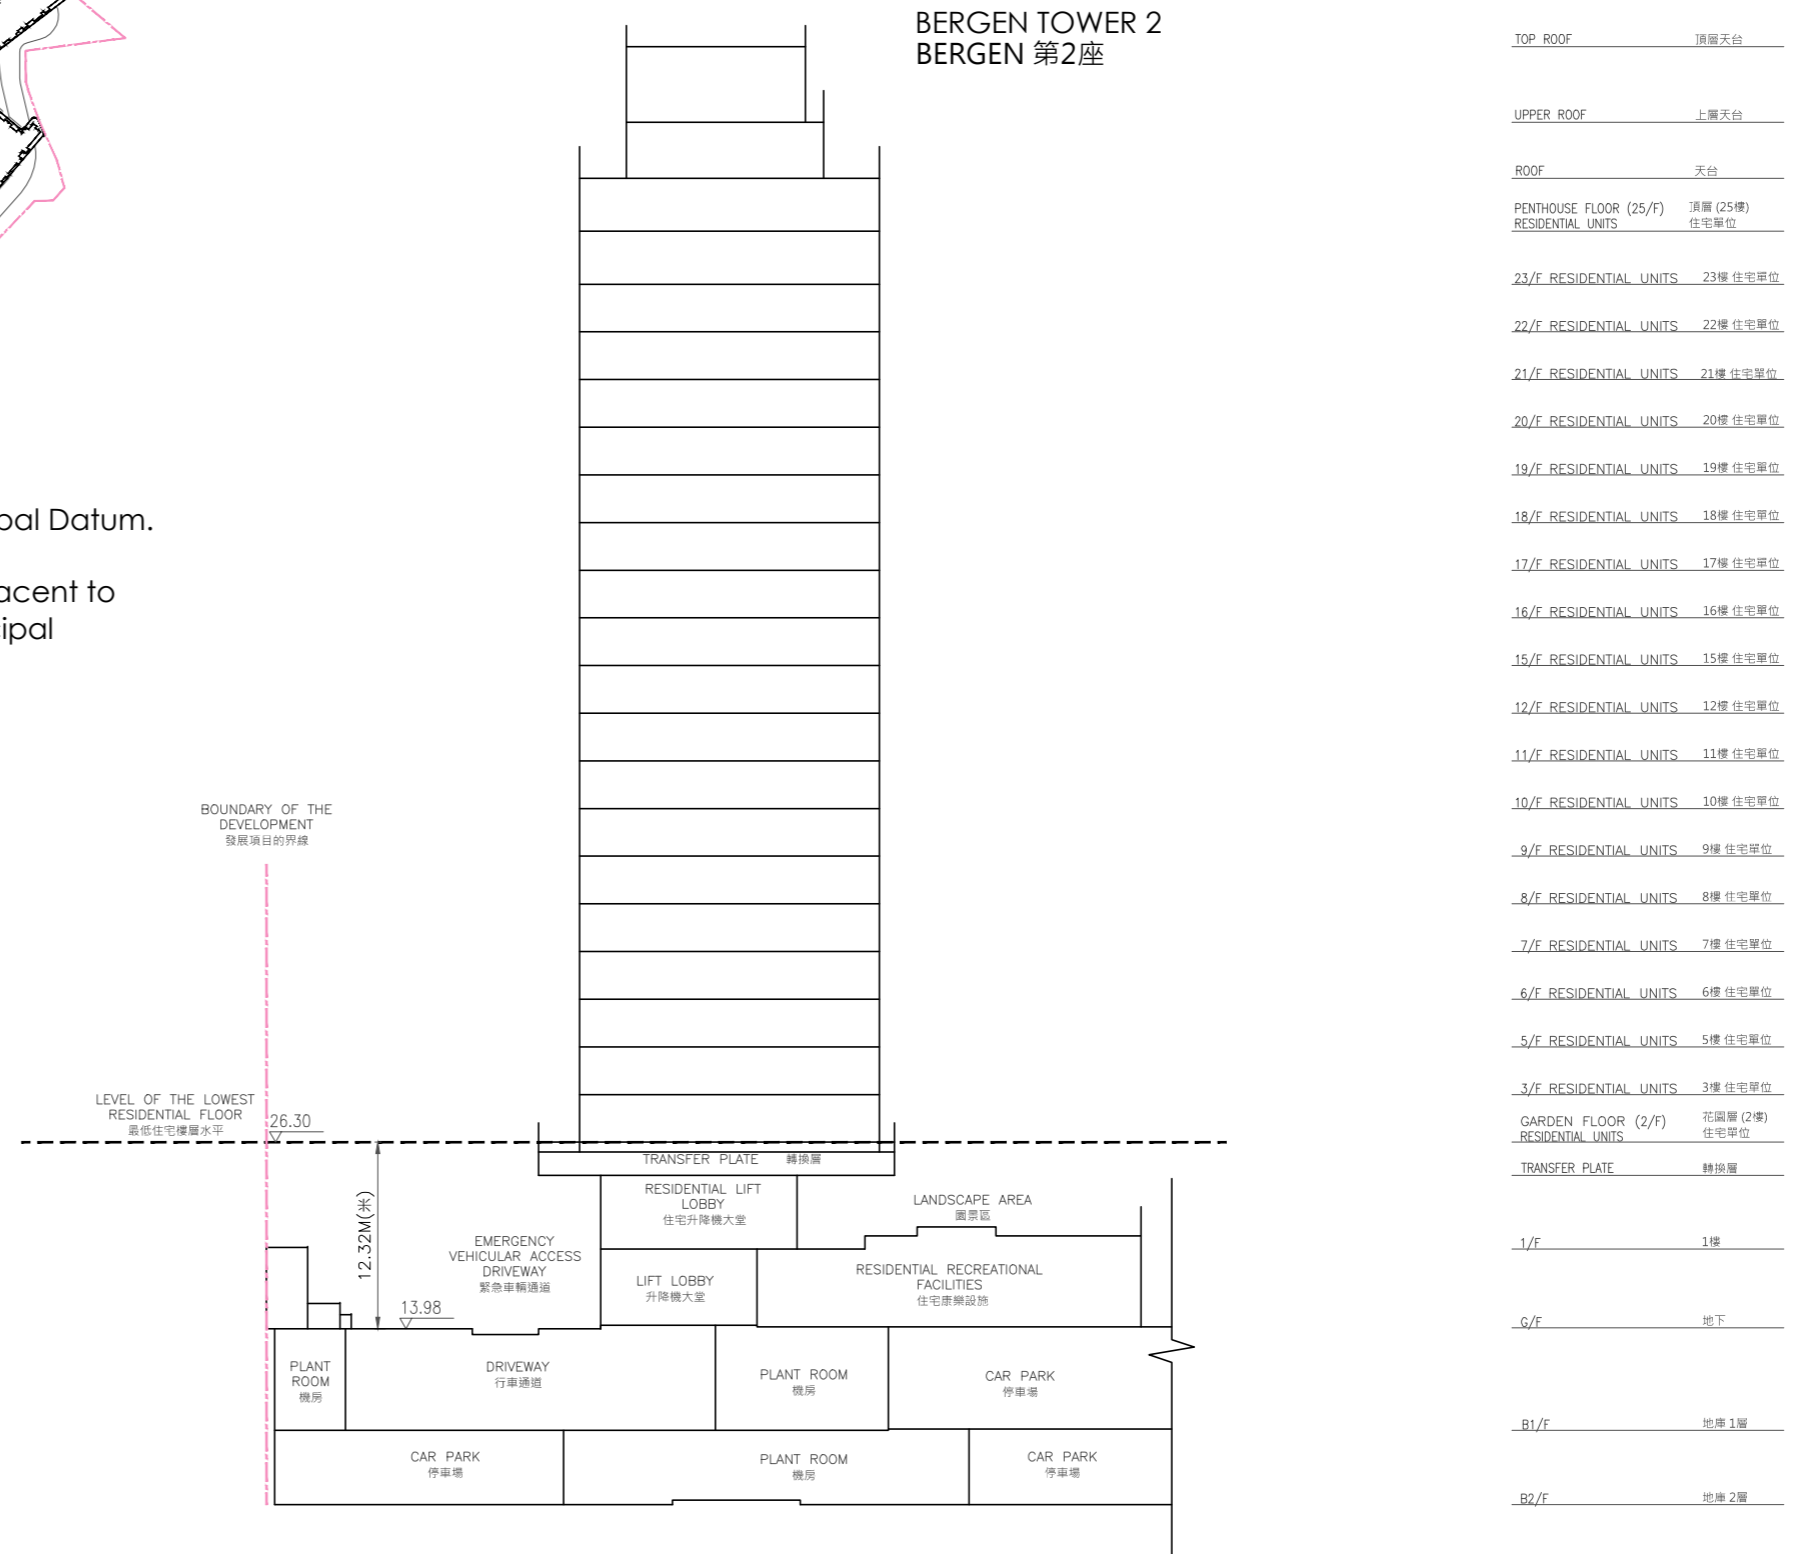 BERGEN TOWER 2
BERGEN 第2座
TOP ROOF 頂層天台
UPPER ROOF 上層天台
ROOF 天台
PENTHOUSE FLOOR (25/F) 頂層 (25樓)
RESIDENTIAL UNITS 住宅單位
23/F RESIDENTIAL UNITS 23樓 住宅單位
22/F RESIDENTIAL UNITS 22樓 住宅單位
21/F RESIDENTIAL UNITS 21樓 住宅單位
20/F RESIDENTIAL UNITS 20樓 住宅單位
19/F RESIDENTIAL UNITS 19樓 住宅單位
18/F RESIDENTIAL UNITS 18樓 住宅單位
17/F RESIDENTIAL UNITS 17樓 住宅單位
16/F RESIDENTIAL UNITS 16樓 住宅單位
15/F RESIDENTIAL UNITS 15樓 住宅單位
12/F RESIDENTIAL UNITS 12樓 住宅單位
11/F RESIDENTIAL UNITS 11樓 住宅單位
10/F RESIDENTIAL UNITS 10樓 住宅單位
9/F RESIDENTIAL UNITS 9樓 住宅單位
8/F RESIDENTIAL UNITS 8樓 住宅單位
7/F RESIDENTIAL UNITS 7樓 住宅單位
6/F RESIDENTIAL UNITS 6樓 住宅單位
5/F RESIDENTIAL UNITS 5樓 住宅單位
3/F RESIDENTIAL UNITS 3樓 住宅單位
GARDEN FLOOR (2/F) 花園層 (2樓)
RESIDENTIAL UNITS 住宅單位
TRANSFER PLATE 轉換層
1/F 1樓
G/F 地下
B1/F 地庫 1層
B2/F 地庫 2層
Datum.
to
BOUNDARY OF THE
DEVELOPMENT
發展項目的界線
LEVEL OF THE LOWEST
RESIDENTIAL FLOOR
最低住宅樓層水平
26.30
12.32M(米)
13.98
TRANSFER PLATE 轉換層
RESIDENTIAL LIFT
LOBBY
住宅升降機大堂
LANDSCAPE AREA
園景區
EMERGENCY
VEHICULAR ACCESS
DRIVEWAY
緊急車輛通道
LIFT LOBBY
升降機大堂
RESIDENTIAL RECREATIONAL
FACILITIES
住宅康樂設施
PLANT
ROOM
機房
DRIVEWAY
行車通道
PLANT ROOM
機房
CAR PARK
停車場
CAR PARK
停車場
PLANT ROOM
機房
CAR PARK
停車場